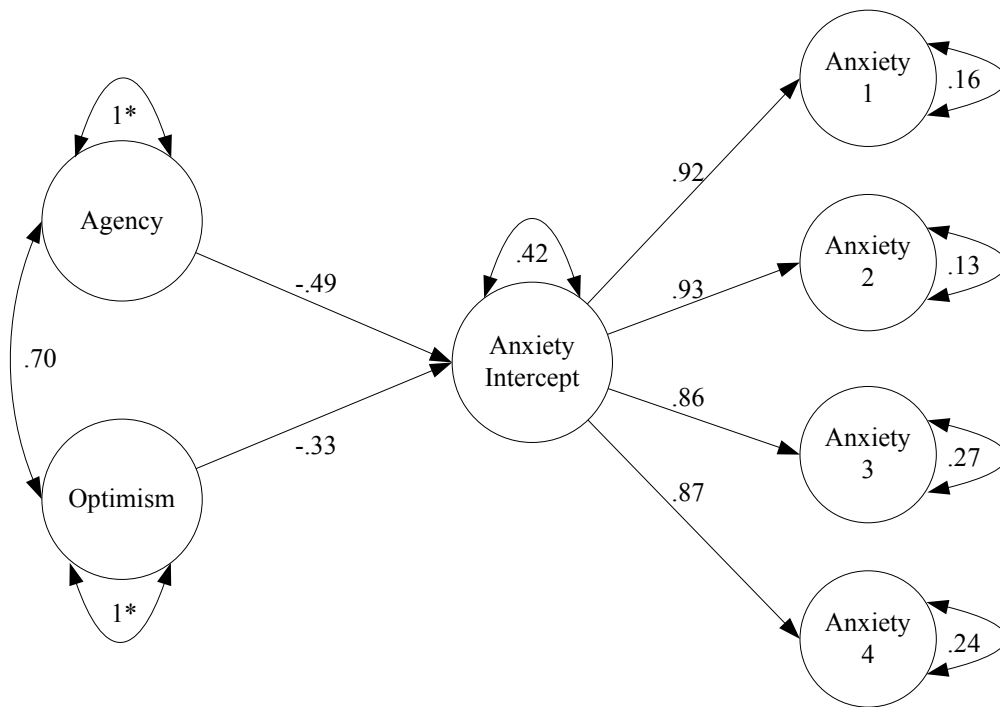 Anxiety
1
.16
1*
.92
Agency
Anxiety
2
.13
.42
-.49
.93
.70
Anxiety
Intercept
.86
-.33
Anxiety
3
.27
Optimism
.87
1*
Anxiety
4
.24